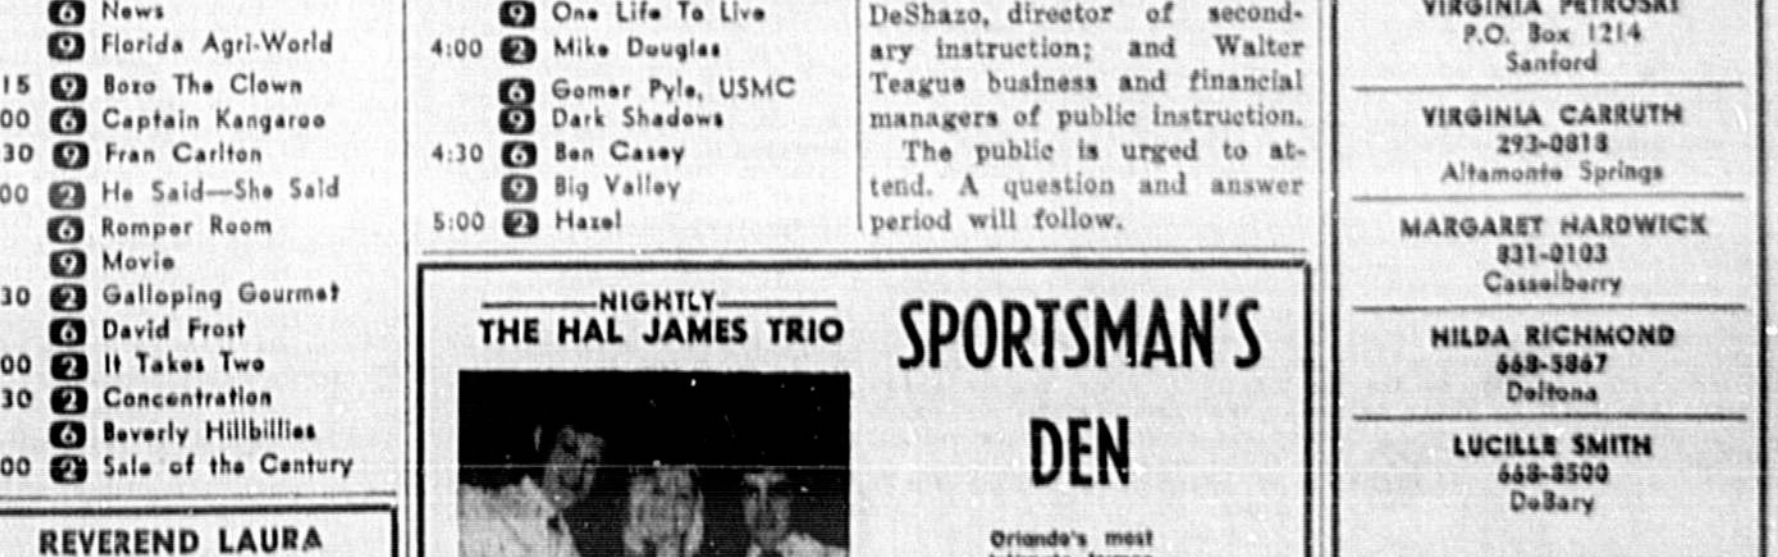 6 News
9 Florida Agri-World
15 9 Bozo The Clown
00 6 Captain Kangaroo
30 9 Fran Carlton
00 2 He Said—She Said
6 Romper Room
9 Movie
30 2 Galloping Gourmet
6 David Frost
00 2 It Takes Two
30 2 Concentration
6 Beverly Hillbillies
00 2 Sale of the Century
REVEREND LAURA
9 One Life To Live
4:00 2 Mike Douglas
6 Gomer Pyle, USMC
9 Dark Shadows
4:30 6 Ben Casey
9 Big Valley
5:00 2 Hazel
DeShazo, director of second-
ary instruction; and Walter
Teague business and financial
managers of public instruction.
The public is urged to at-
tend. A question and answer
period will follow.
NIGHTLY
THE HAL JAMES TRIO
SPORTSMAN'S
DEN
Orlando's most
VIRGINIA PETROSKI
P.O. Box 1214
Sanford
VIRGINIA CARRUTH
293-0818
Altamonte Springs
MARGARET HARDWICK
831-0103
Casselberry
HILDA RICHMOND
668-5867
Deltona
LUCILLE SMITH
668-8500
DeBary